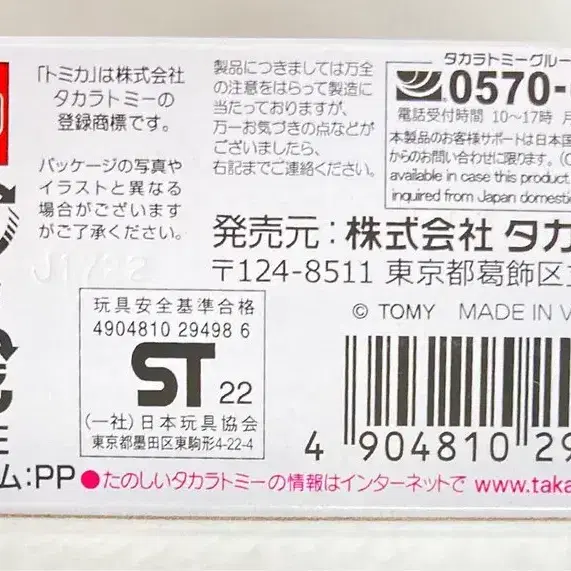 「トミカ」は株式会社
タカラトミーの
登録商標です。
パッケージの写真や
イラストと異なる
場合がございます
がご了承ください。
製品につきましては万全
の注意をはらって製造に
当たっておりますが、
万一お気づきの点などが
ございましたら、
右記までご連絡ください。
タカラトミーグルー
0570-
電話受付時間 10～17時 月
本製品のお客様サポートは日本国
からのお問い合わせに限ります。(C
available in case this product
inquired from Japan domestic
発売元：株式会社 タカ
〒124-8511 東京都葛飾区
© TOMY MADE IN V
玩具安全基準合格
4904810 29498 6
ST 22
(一社)日本玩具協会
東京都墨田区東駒形4-22-4
4 904810 29
ム:PP
●たのしいタカラトミーの情報はインターネットで www.taka